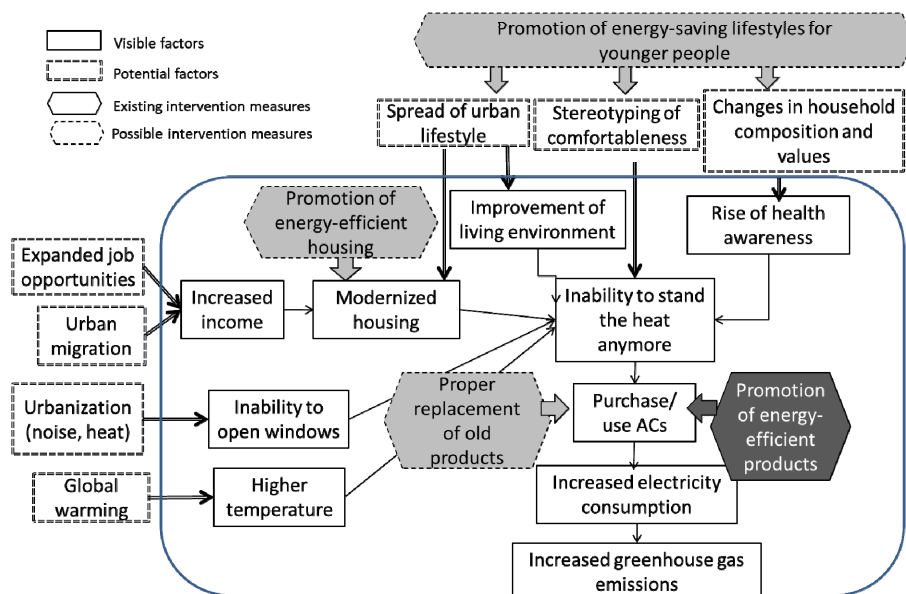 Visible factors
Potential factors
Existing intervention measures
Possible intervention measures
Promotion of energy-saving lifestyles for
younger people
Spread of urban
lifestyle
Stereotyping of
comfortableness
Changes in household
composition and
values
Promotion of
energy-efficient
housing
Improvement of
living environment
Rise of health
awareness
Expanded job
opportunities
Urban
migration
Increased
income
Modernized
housing
Inability to stand
the heat
anymore
Urbanization
(noise, heat)
Inability to
open windows
Proper
replacement
of old
products
Purchase/
use ACs
Promotion
of energy-
efficient
products
Global
warming
Higher
temperature
Increased electricity
consumption
Increased greenhouse gas
emissions